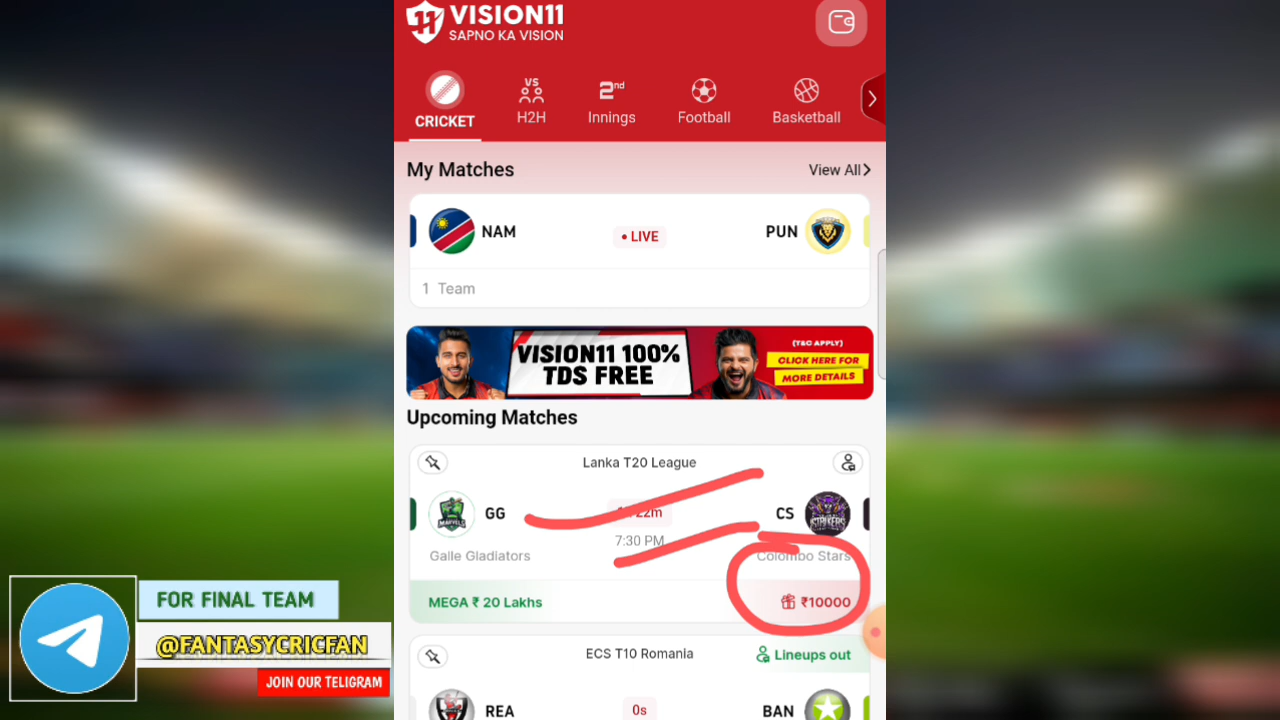 VISION11
SAPNO KA VISION
CRICKET
VS
H2H
2nd
Innings
Football
Basketball
My Matches
View All
NAM
• LIVE
PUN
1 Team
VISION11 100%
TDS FREE
(T&C APPLY)
CLICK HERE FOR
MORE DETAILS
Upcoming Matches
Lanka T20 League
GG
22m
CS
MARVELS
STRIKERS
7:30 PM
Galle Gladiators
Colombo Stars
MEGA ₹ 20 Lakhs
₹10000
ECS T10 Romania
Lineups out
REA
0s
BAN
FOR FINAL TEAM
@FANTASYCRICFAN
JOIN OUR TELIGRAM